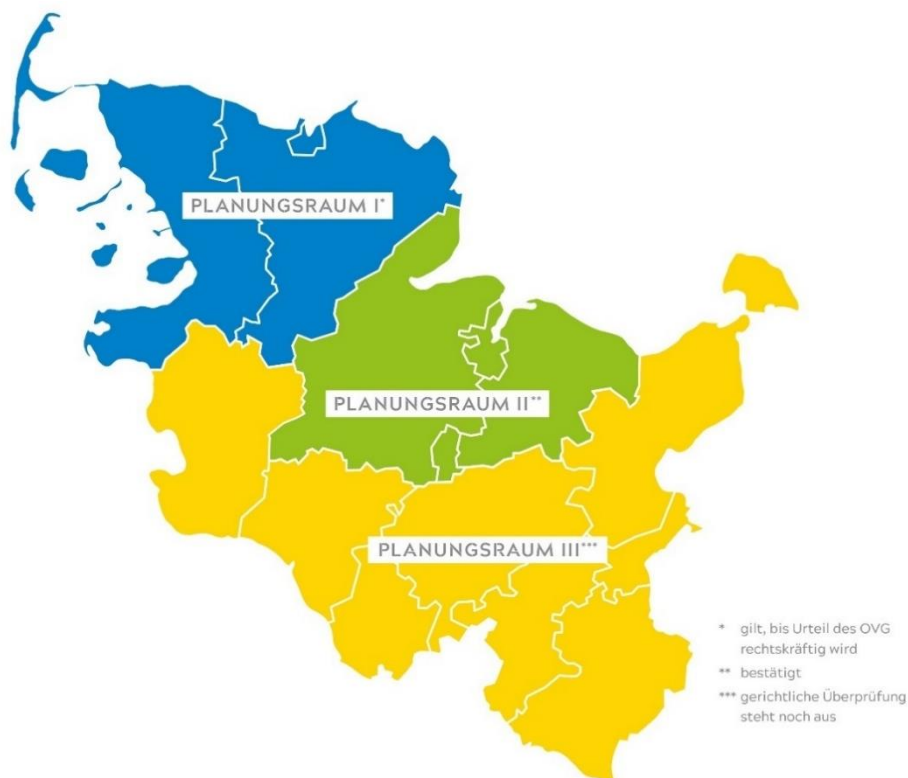 PLANUNGSRAUM I*
PLANUNGSRAUM II**
PLANUNGSRAUM III***
* gilt, bis Urteil des OVG
rechtskräftig wird
** bestätigt
*** gerichtliche Überprüfung
steht noch aus